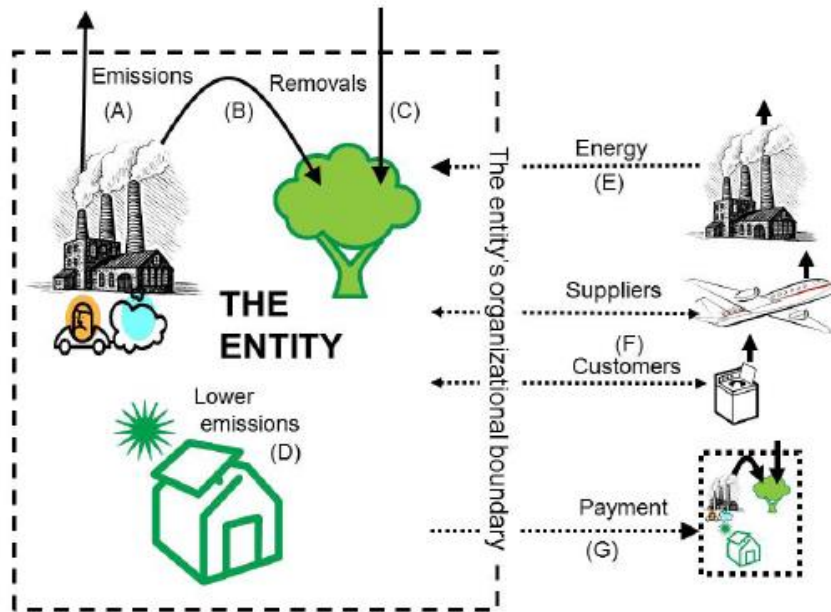 Emissions
(A)
(B)
Removals
(C)
THE
ENTITY
Lower
emissions
(D)
The entity's organizational boundary
Energy
(E)
Suppliers
(F)
Customers
Payment
(G)